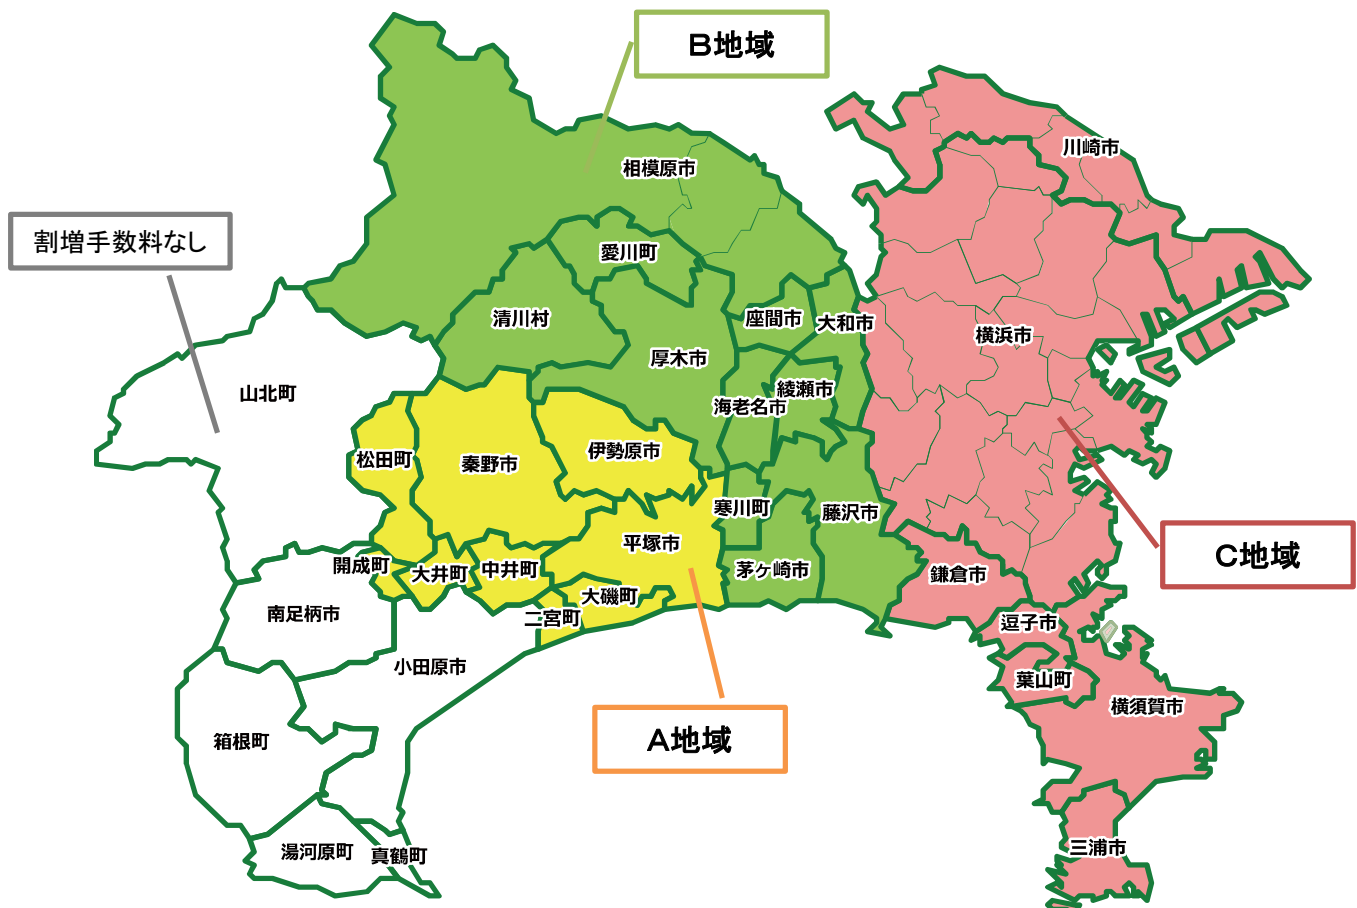 B地域
川崎市
相模原市
割増手数料なし
愛川町
清川村
座間市
大和市
横浜市
厚木市
山北町
綾瀬市
海老名市
伊勢原市
松田町
秦野市
寒川町
藤沢市
平塚市
C地域
開成町
大井町
中井町
茅ヶ崎市
鎌倉市
大磯町
南足柄市
二宮町
逗子市
小田原市
葉山町
横須賀市
箱根町
A地域
三浦市
湯河原町
真鶴町